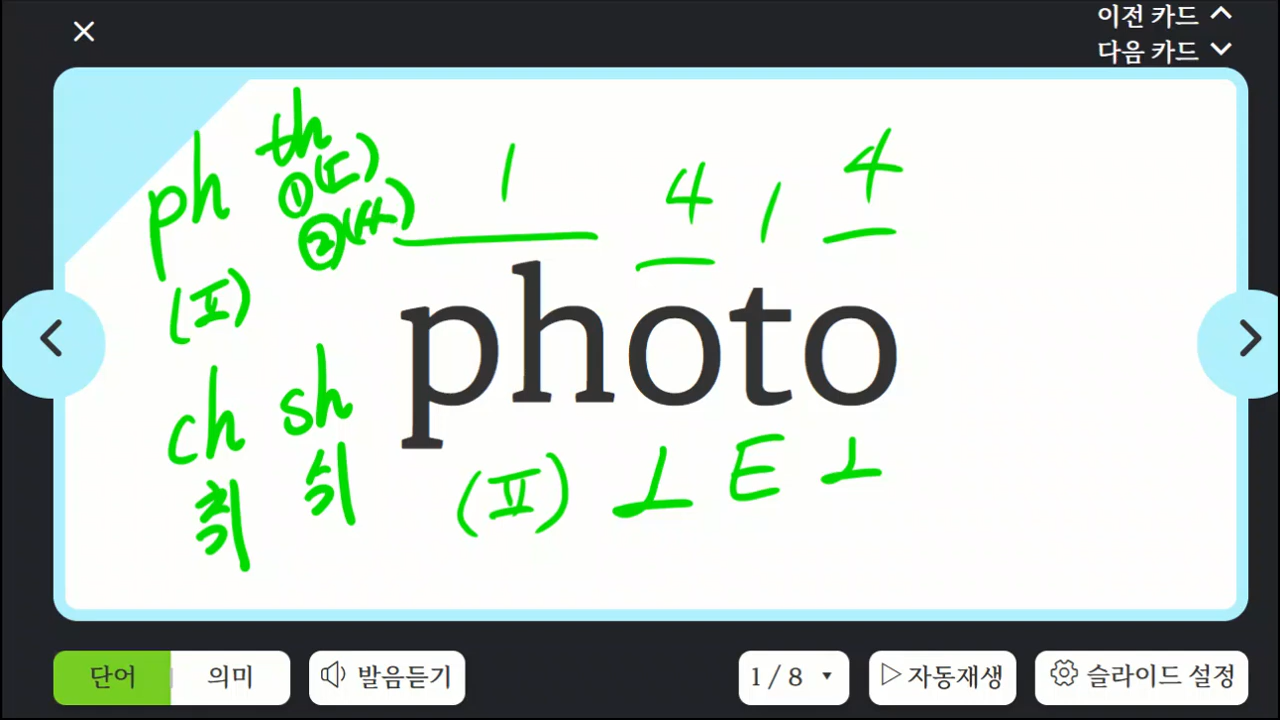 이전 카드
다음 카드
ph th
①(ㄷ)
②(ㅆ)
(ㅍ)
1 4 1 4
photo
(ㅍ) ㅗ ㅌ ㅗ
ch sh
취 쉬
단어 의미 발음듣기 1 / 8 자동재생 슬라이드 설정